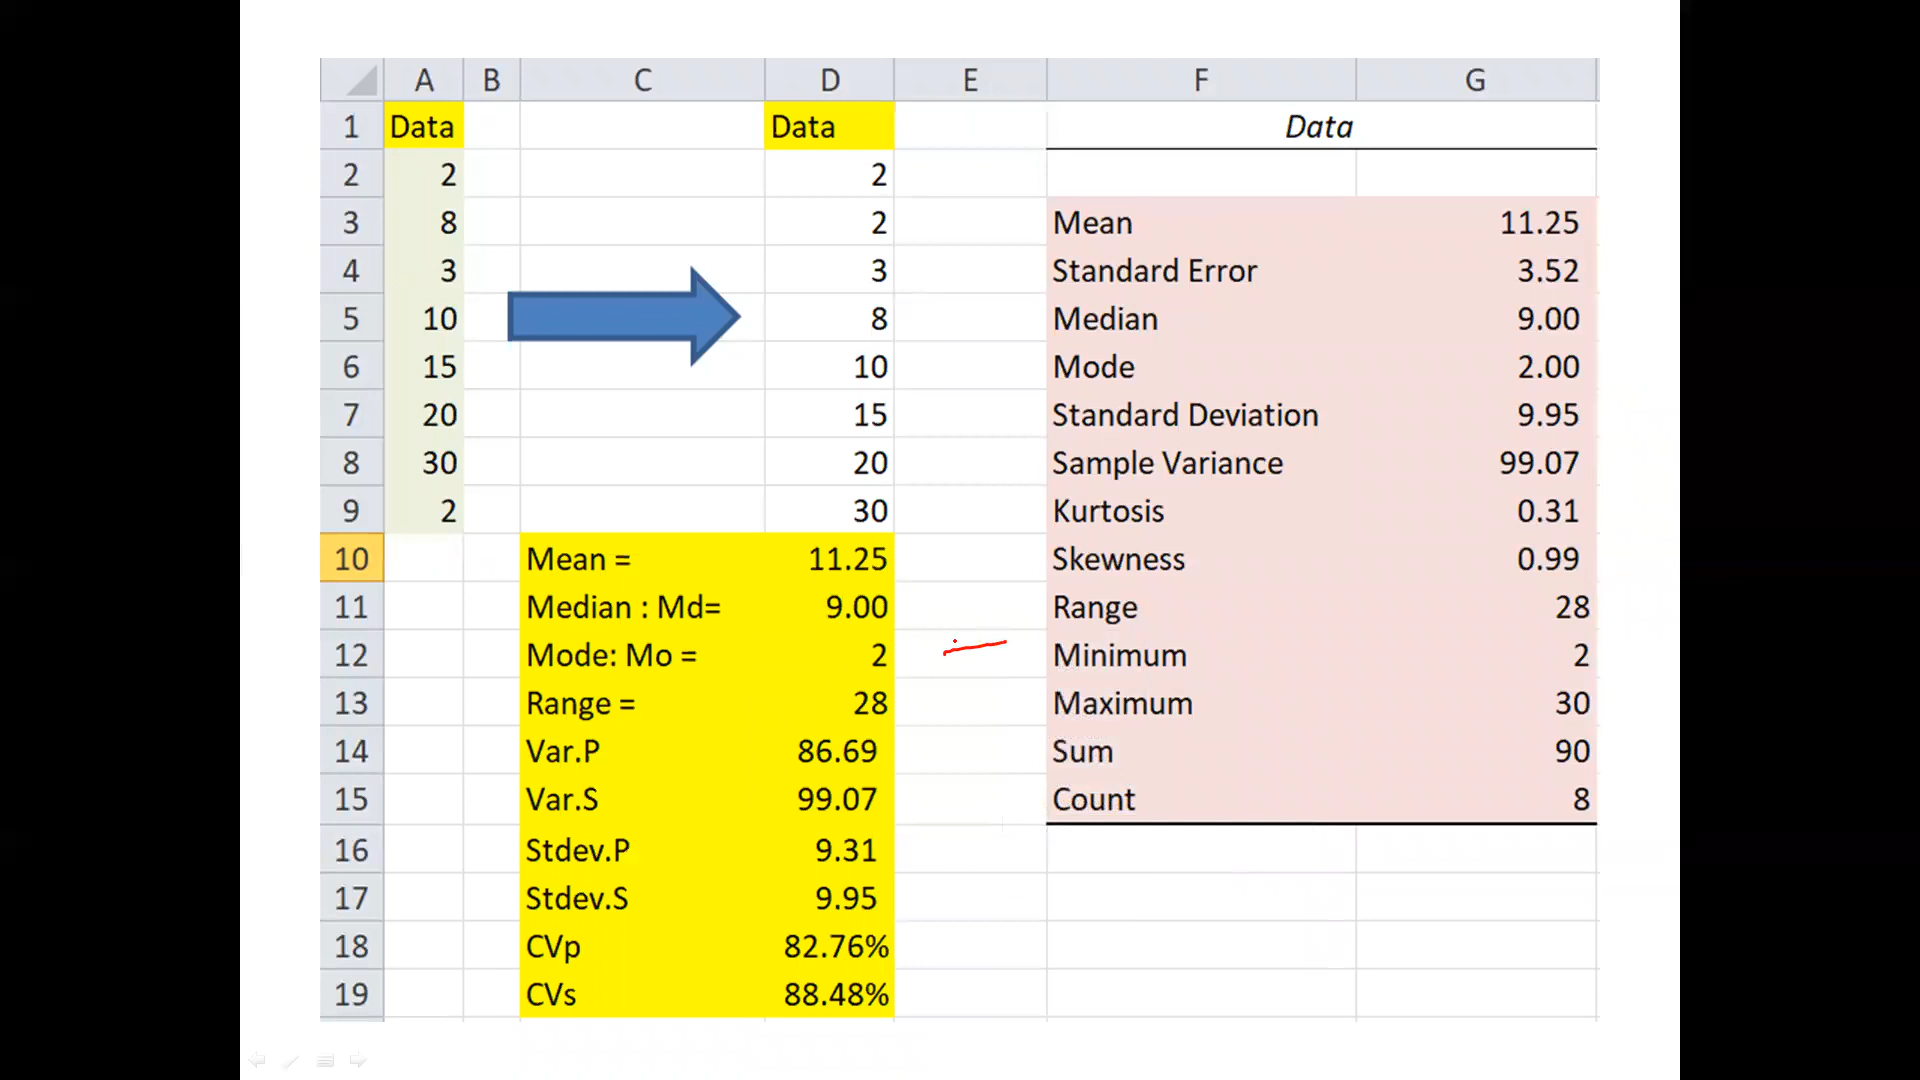 A B C D E F G
1 Data Data Data
2 2 2
3 8 2 Mean 11.25
4 3 3 Standard Error 3.52
5 10 8 Median 9.00
6 15 10 Mode 2.00
7 20 15 Standard Deviation 9.95
8 30 20 Sample Variance 99.07
9 2 30 Kurtosis 0.31
10 Mean = 11.25 Skewness 0.99
11 Median : Md= 9.00 Range 28
12 Mode: Mo = 2 Minimum 2
13 Range = 28 Maximum 30
14 Var.P 86.69 Sum 90
15 Var.S 99.07 Count 8
16 Stdev.P 9.31
17 Stdev.S 9.95
18 CVp 82.76%
19 CVs 88.48%